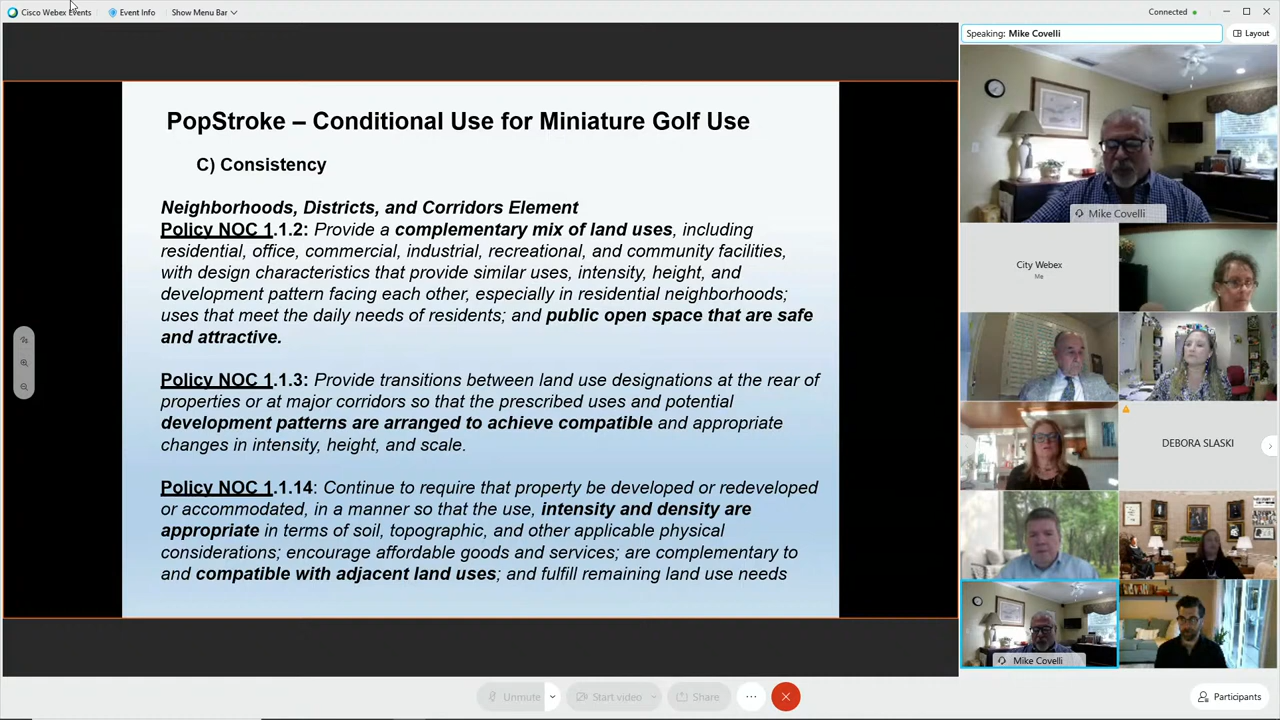 Cisco Webex Events
Event Info
Show Menu Bar
Connected
Speaking: Mike Covelli
Layout
PopStroke – Conditional Use for Miniature Golf Use
C) Consistency
Neighborhoods, Districts, and Corridors Element
Policy NOC 1.1.2: Provide a complementary mix of land uses, including
residential, office, commercial, industrial, recreational, and community facilities,
with design characteristics that provide similar uses, intensity, height, and
development pattern facing each other, especially in residential neighborhoods;
uses that meet the daily needs of residents; and public open space that are safe
and attractive.
Policy NOC 1.1.3: Provide transitions between land use designations at the rear of
properties or at major corridors so that the prescribed uses and potential
development patterns are arranged to achieve compatible and appropriate
changes in intensity, height, and scale.
Policy NOC 1.1.14: Continue to require that property be developed or redeveloped
or accommodated, in a manner so that the use, intensity and density are
appropriate in terms of soil, topographic, and other applicable physical
considerations; encourage affordable goods and services; are complementary to
and compatible with adjacent land uses; and fulfill remaining land use needs
Mike Covelli
City Webex
Me
DEBORA SLASKI
Mike Covelli
Unmute
Start video
Share
Participants